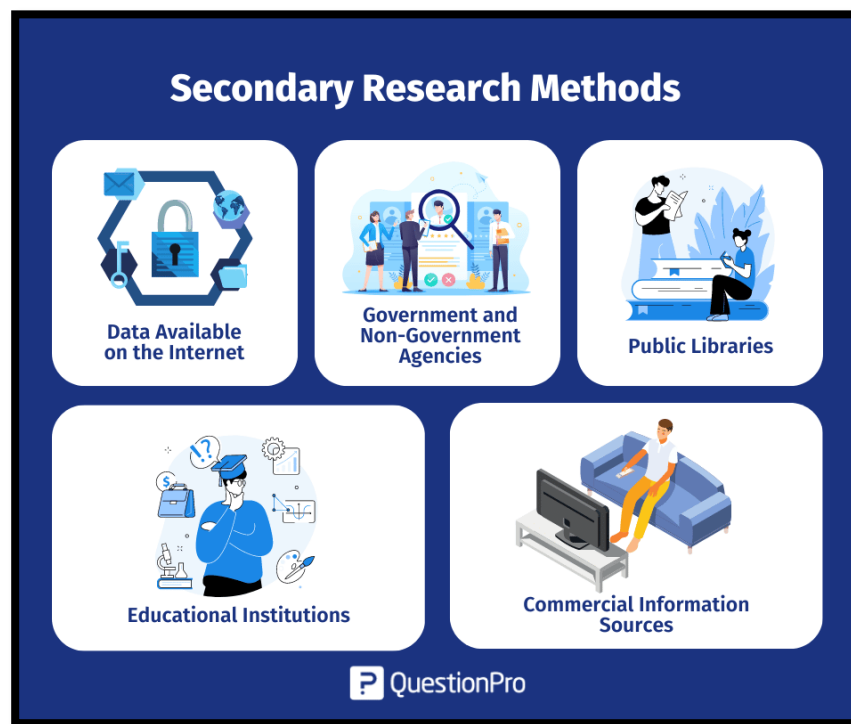 Secondary Research Methods
Data Available
on the Internet
Government and
Non-Government
Agencies
Public Libraries
Educational Institutions
Commercial Information
Sources
QuestionPro